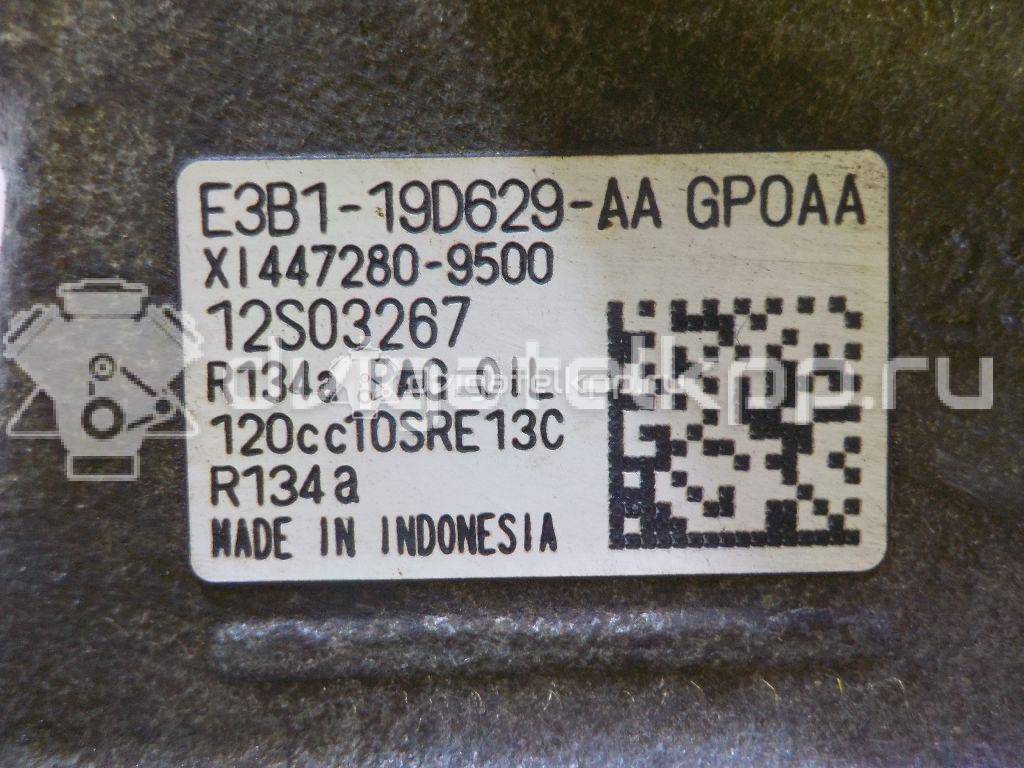 E3B1-19D629-AA GP0AA
XI447280-9500
12S03267
R134a PAG OIL
120cc10SRE13C
R134a
MADE IN INDONESIA